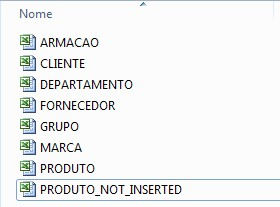 Nome
ARMACAO
CLIENTE
DEPARTAMENTO
FORNECEDOR
GRUPO
MARCA
PRODUTO
PRODUTO_NOT_INSERTED